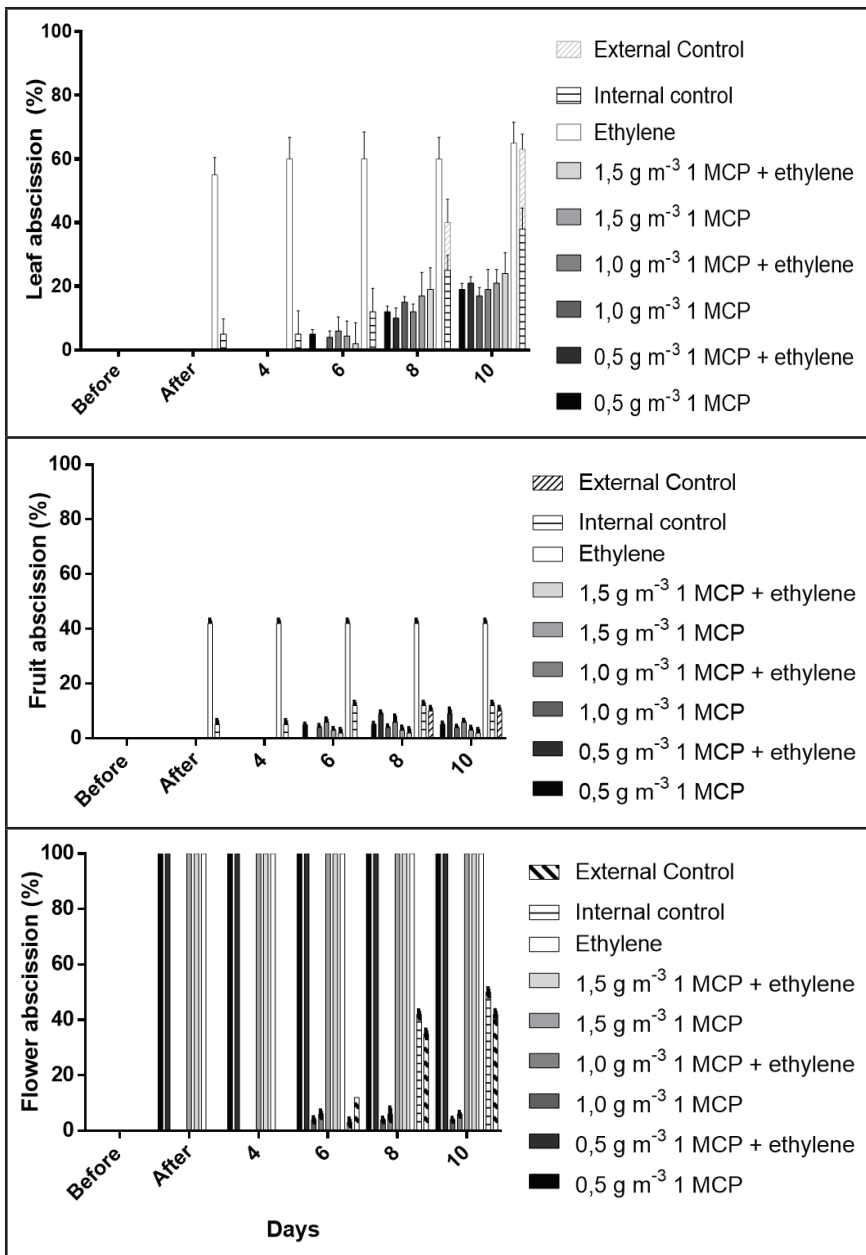 Leaf abscission (%)
100
80
60
40
20
0
Before
After
4
6
8
10
External Control
Internal control
Ethylene
1,5 g m⁻³ 1 MCP + ethylene
1,5 g m⁻³ 1 MCP
1,0 g m⁻³ 1 MCP + ethylene
1,0 g m⁻³ 1 MCP
0,5 g m⁻³ 1 MCP + ethylene
0,5 g m⁻³ 1 MCP
Fruit abscission (%)
100
80
60
40
20
0
Before
After
4
6
8
10
External Control
Internal control
Ethylene
1,5 g m⁻³ 1 MCP + ethylene
1,5 g m⁻³ 1 MCP
1,0 g m⁻³ 1 MCP + ethylene
1,0 g m⁻³ 1 MCP
0,5 g m⁻³ 1 MCP + ethylene
0,5 g m⁻³ 1 MCP
Flower abscission (%)
100
80
60
40
20
0
Before
After
4
6
8
10
Days
External Control
Internal control
Ethylene
1,5 g m⁻³ 1 MCP + ethylene
1,5 g m⁻³ 1 MCP
1,0 g m⁻³ 1 MCP + ethylene
1,0 g m⁻³ 1 MCP
0,5 g m⁻³ 1 MCP + ethylene
0,5 g m⁻³ 1 MCP